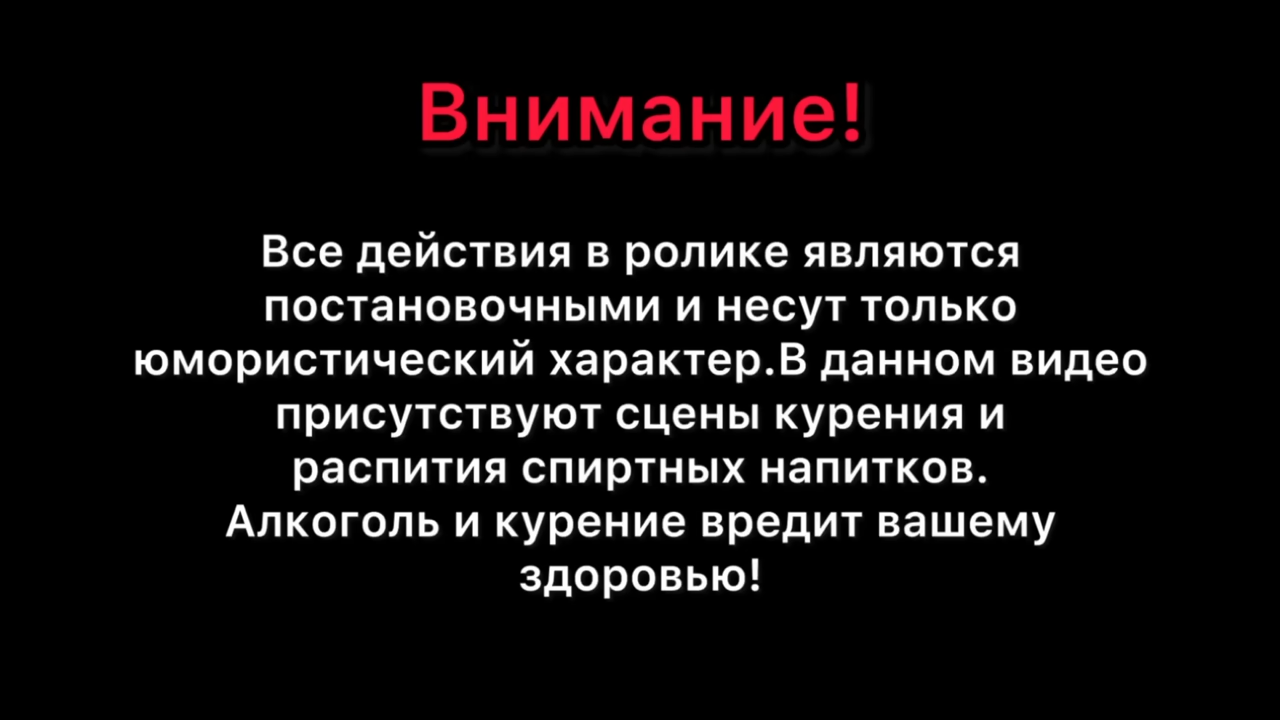 Внимание!
Все действия в ролике являются
постановочными и несут только
юмористический характер.В данном видео
присутствуют сцены курения и
распития спиртных напитков.
Алкоголь и курение вредит вашему
здоровью!